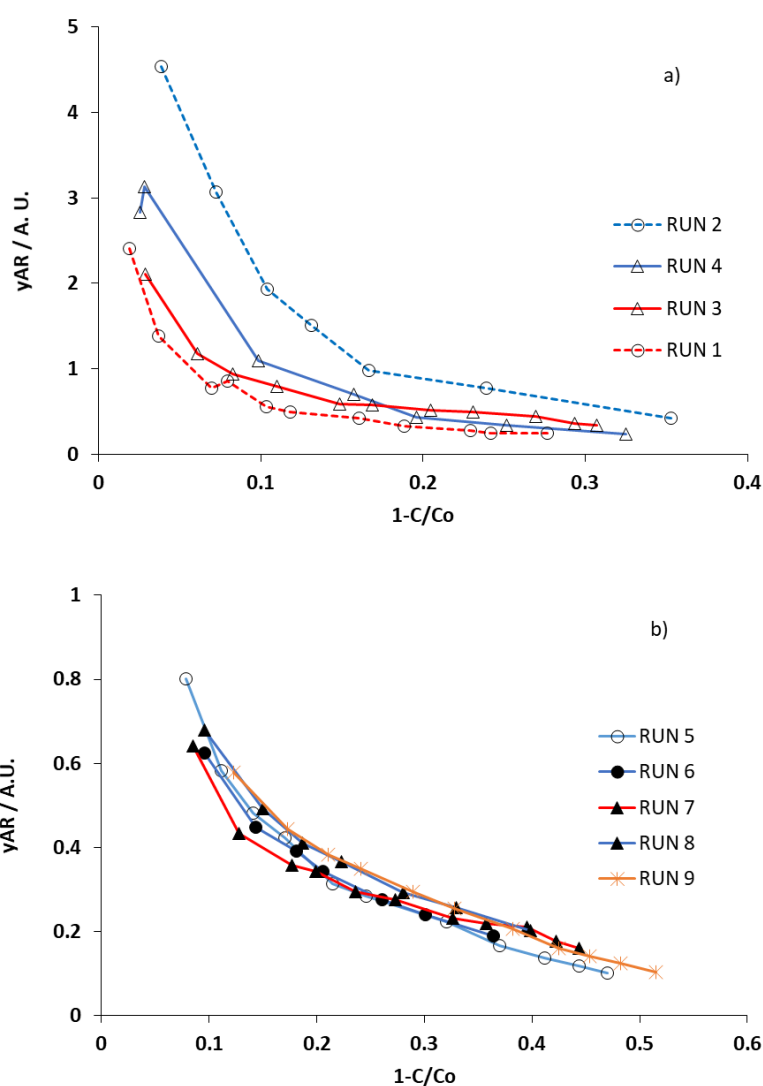 a)
yAR / A. U.
5
4
3
2
1
0
0
0.1
0.2
0.3
0.4
1-C/Co
RUN 2
RUN 4
RUN 3
RUN 1
b)
yAR / A.U.
1
0.8
0.6
0.4
0.2
0
0
0.1
0.2
0.3
0.4
0.5
0.6
1-C/Co
RUN 5
RUN 6
RUN 7
RUN 8
RUN 9